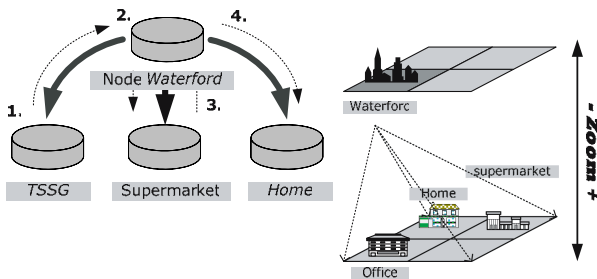 2.
4.
Node Waterford
1.
3.
TSSG
Supermarket
Home
Waterforc
supermarket
Home
Office
- Zoom +